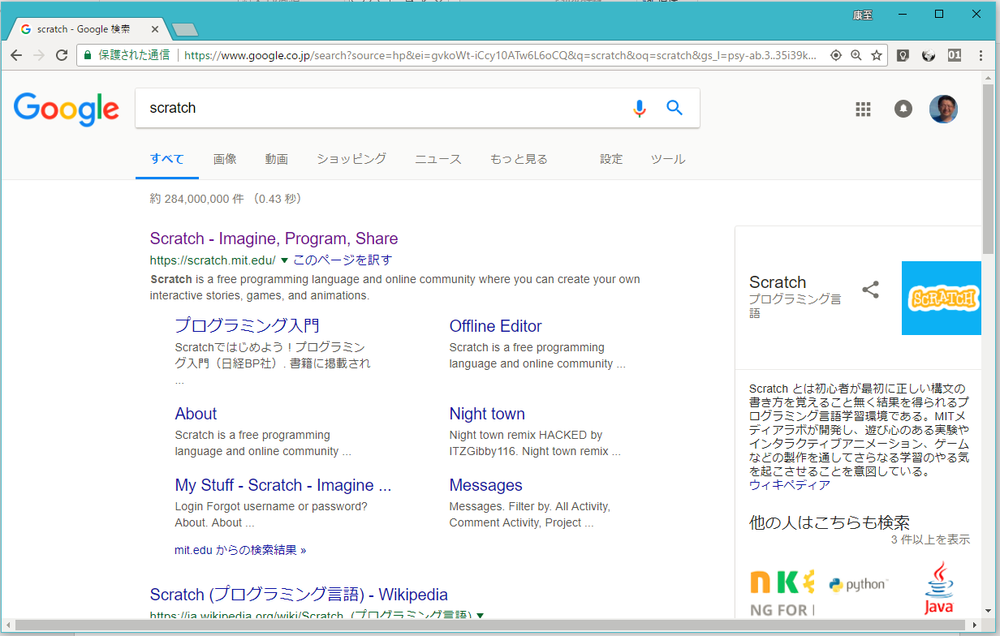 scratch - Google 検索
康至
保護された通信
https://www.google.co.jp/search?source=hp&ei=gvkoWt-iCcy10ATw6L6oCQ&q=scratch&oq=scratch&gs_l=psy-ab.3..35i39k...
01
Google
scratch
すべて 画像 動画 ショッピング ニュース もっと見る 設定 ツール
約 284,000,000 件 （0.43 秒）
Scratch - Imagine, Program, Share
https://scratch.mit.edu/ ▼ このページを訳す
Scratch is a free programming language and online community where you can create your own
interactive stories, games, and animations.
プログラミング入門
Scratchではじめよう！プログラミン
グ入門（日経BP社）. 書籍に掲載され
...
Offline Editor
Scratch is a free programming
language and online community ...
About
Scratch is a free programming
language and online community ...
Night town
Night town remix HACKED by
ITZGibby116. Night town remix ...
My Stuff - Scratch - Imagine ...
Login Forgot username or password?
About. About ...
Messages
Messages. Filter by. All Activity,
Comment Activity, Project ...
mit.edu からの検索結果 »
Scratch (プログラミング言語) - Wikipedia
https://ja.wikipedia.org/wiki/Scratch_(プログラミング言語) ▼
Scratch
プログラミング言
語
SCRATCH
Scratch とは初心者が最初に正しい構文の
書き方を覚えること無く結果を得られるプ
ログラミング言語学習環境である。MITメ
ディアラボが開発し、遊び心のある実験や
インタラクティブアニメーション、ゲーム
などの製作を通してさらなる学習のやる気
を起こさせることを意図している。
ウィキペディア
他の人はこちらも検索
3 件以上を表示
NG FOR
python
Java